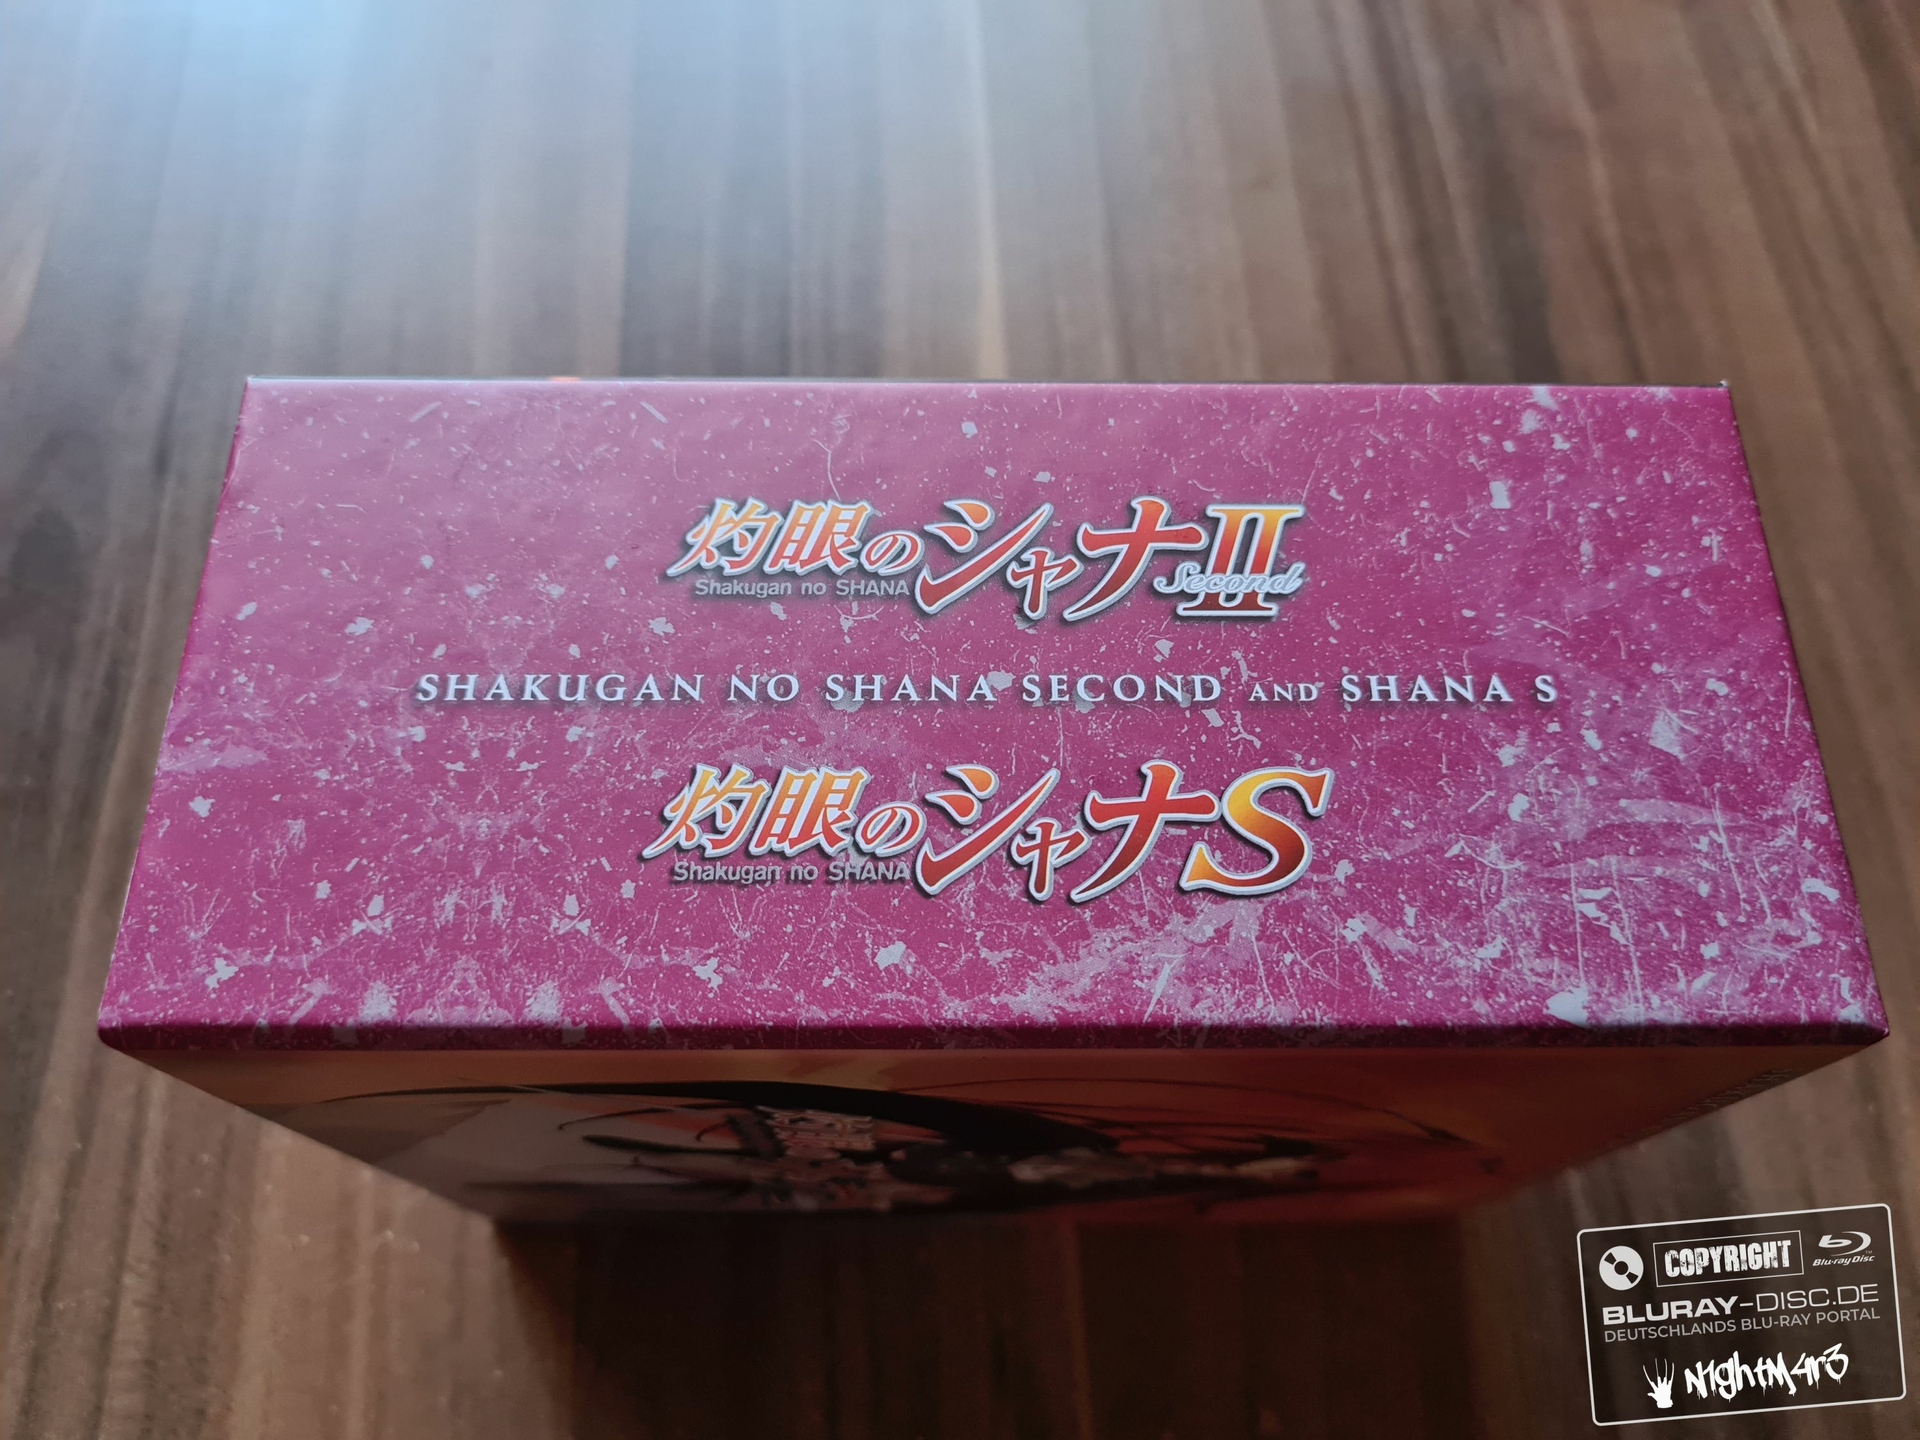 灼眼のシャナII
Second
Shakugan no SHANA
SHAKUGAN NO SHANA SECOND AND SHANA S
灼眼のシャナS
Shakugan no SHANA
COPYRIGHT
Blu-ray Disc
TM
BLURAY-DISC.DE
DEUTSCHLANDS BLU-RAY PORTAL
N1ghtM4r3